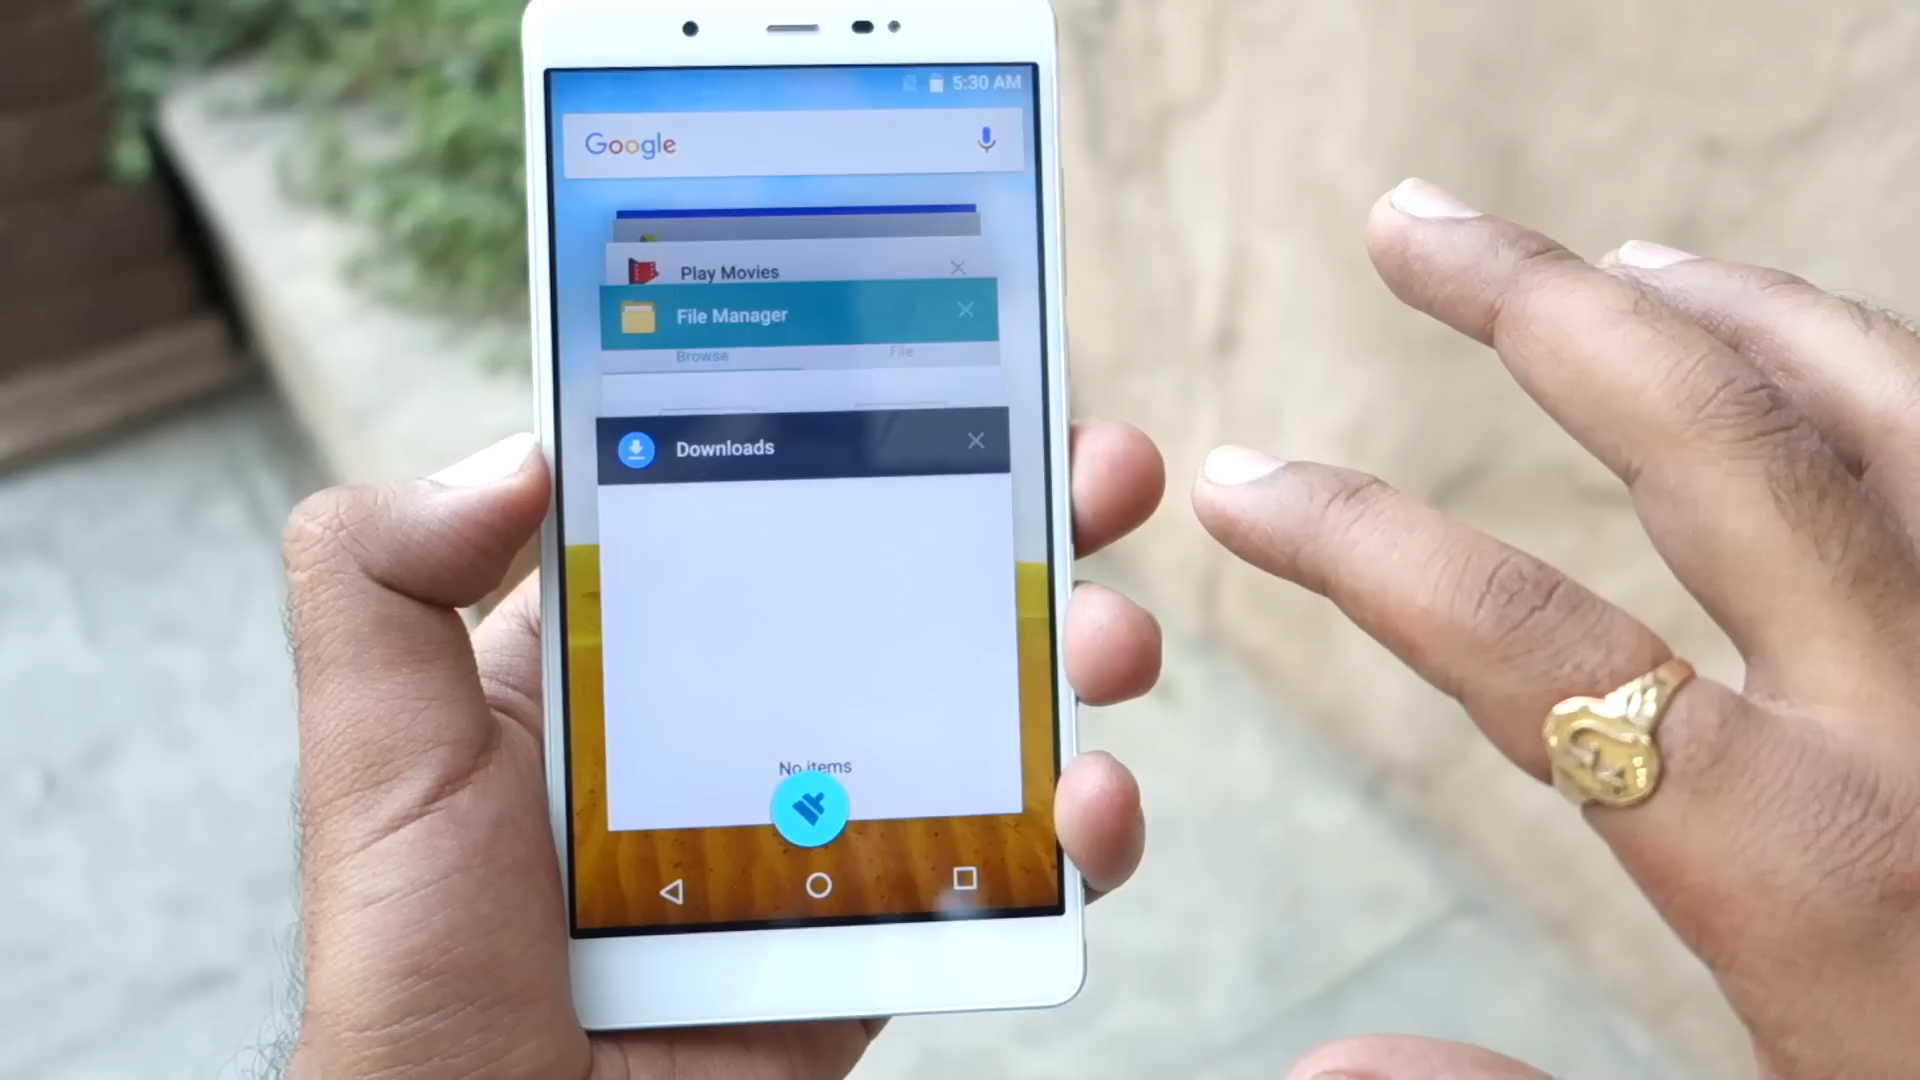 5:30 AM
Google
Play Movies
File Manager
Browse
File
Downloads
No items